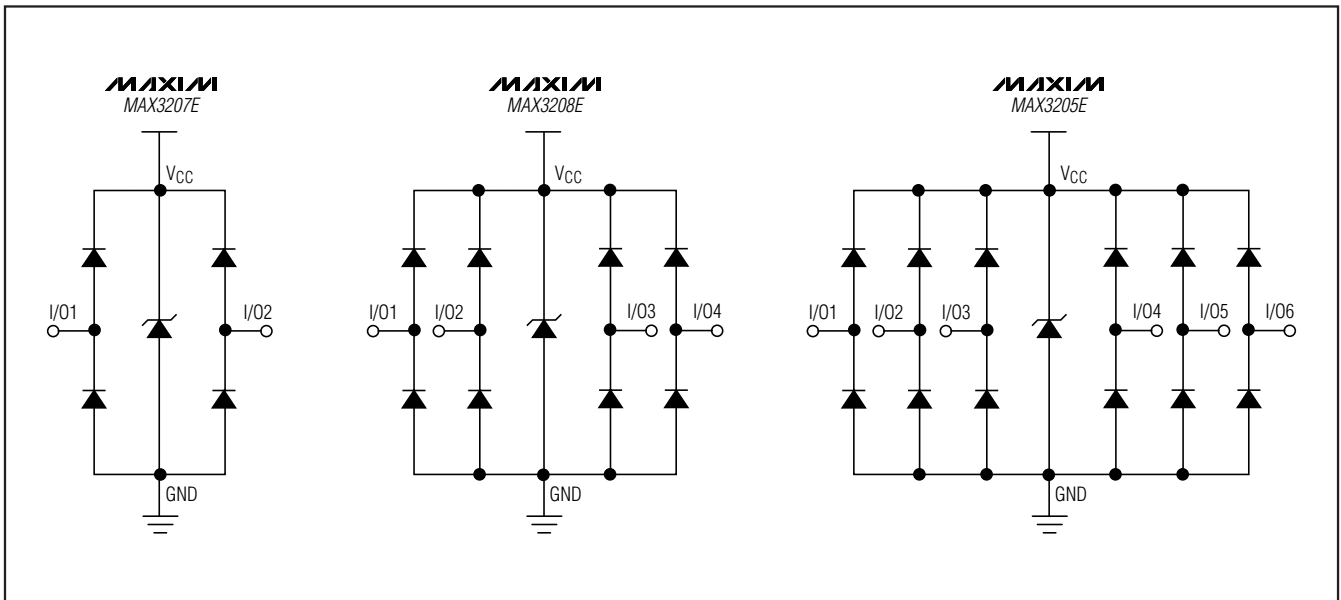 MAXIM
MAX3207E
VCC
I/O1
I/O2
GND
MAXIM
MAX3208E
VCC
I/O1
I/O2
I/O3
I/O4
GND
MAXIM
MAX3205E
VCC
I/O1
I/O2
I/O3
I/O4
I/O5
I/O6
GND